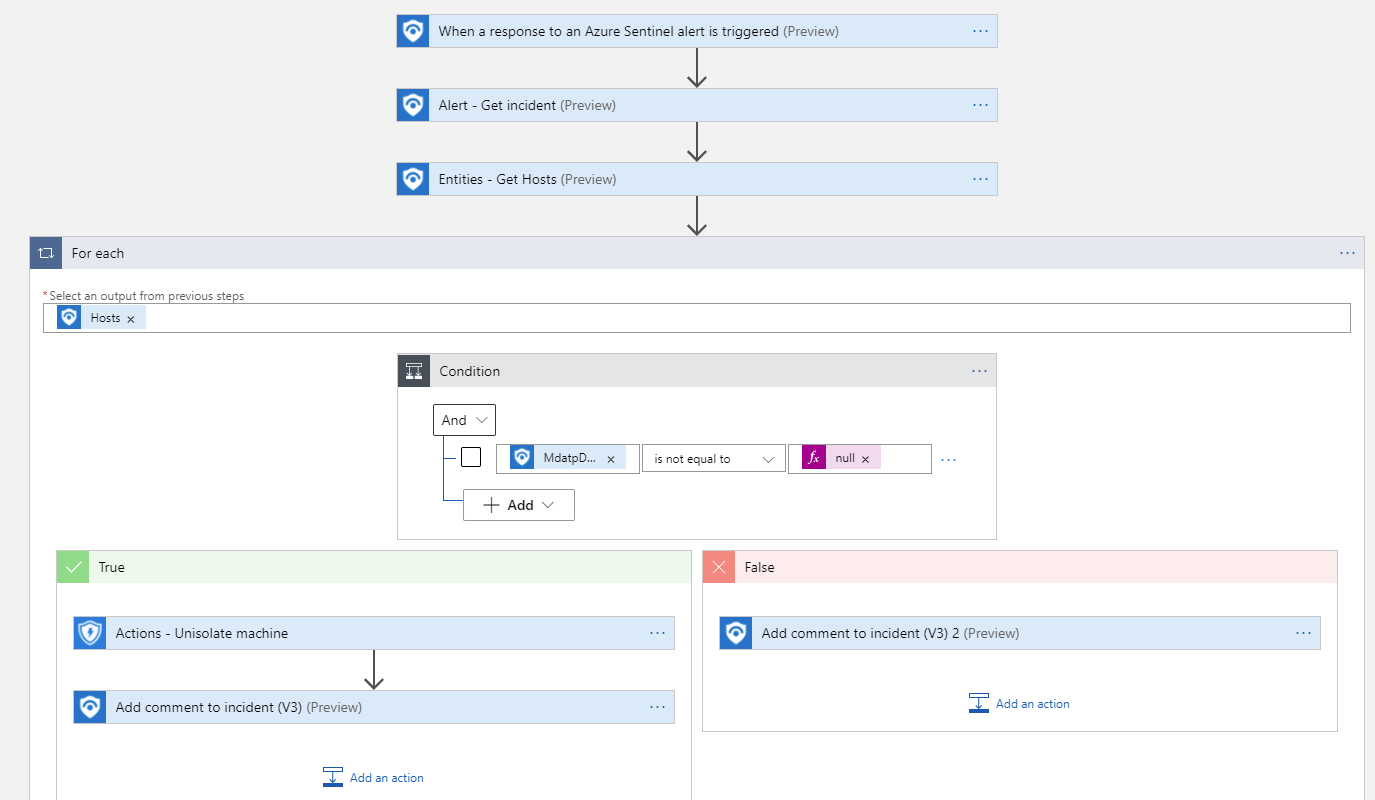 When a response to an Azure Sentinel alert is triggered (Preview)
Alert - Get incident (Preview)
Entities - Get Hosts (Preview)
For each
*Select an output from previous steps
Hosts ×
Condition
And
MdatpD... × is not equal to fx null ×
Add
True
Actions - Unisolate machine
Add comment to incident (V3) (Preview)
Add an action
False
Add comment to incident (V3) 2 (Preview)
Add an action